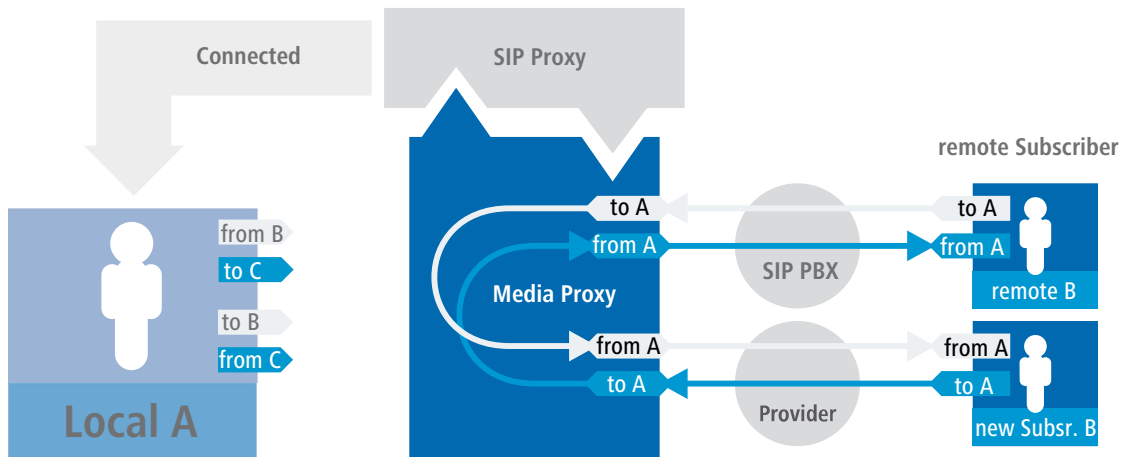 Connected
SIP Proxy
remote Subscriber
from B
to C
to B
from C
Local A
to A
from A
Media Proxy
from A
to A
SIP PBX
Provider
to A
from A
remote B
from A
to A
new Subsr. B